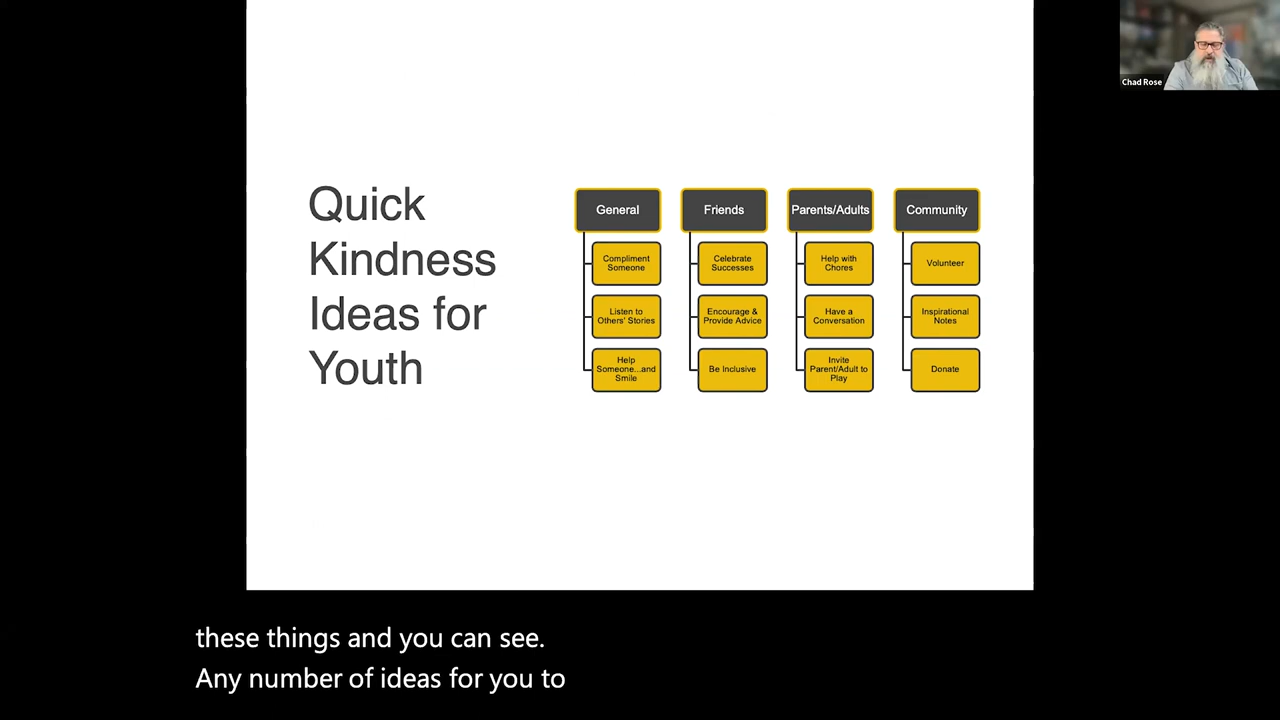 Chad Rose
Quick
Kindness
Ideas for
Youth
General
Compliment
Someone
Listen to
Others' Stories
Help
Someone...and
Smile
Friends
Celebrate
Successes
Encourage &
Provide Advice
Be Inclusive
Parents/Adults
Help with
Chores
Have a
Conversation
Invite
Parent/Adult to
Play
Community
Volunteer
Inspirational
Notes
Donate
these things and you can see.
Any number of ideas for you to